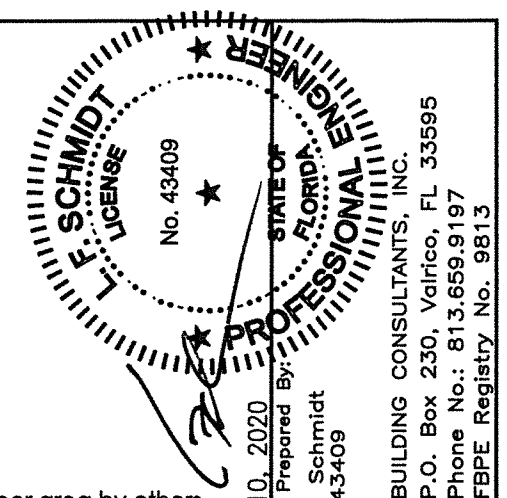 L. F. SCHMIDT
LICENSE
No. 43409
STATE OF
FLORIDA
PROFESSIONAL ENGINEER
10, 2020
Prepared By:
Schmidt
43409
BUILDING CONSULTANTS, INC.
P.O. Box 230, Valrico, FL 33595
Phone No.: 813.659.9197
FBPE Registry No. 9813
area by others